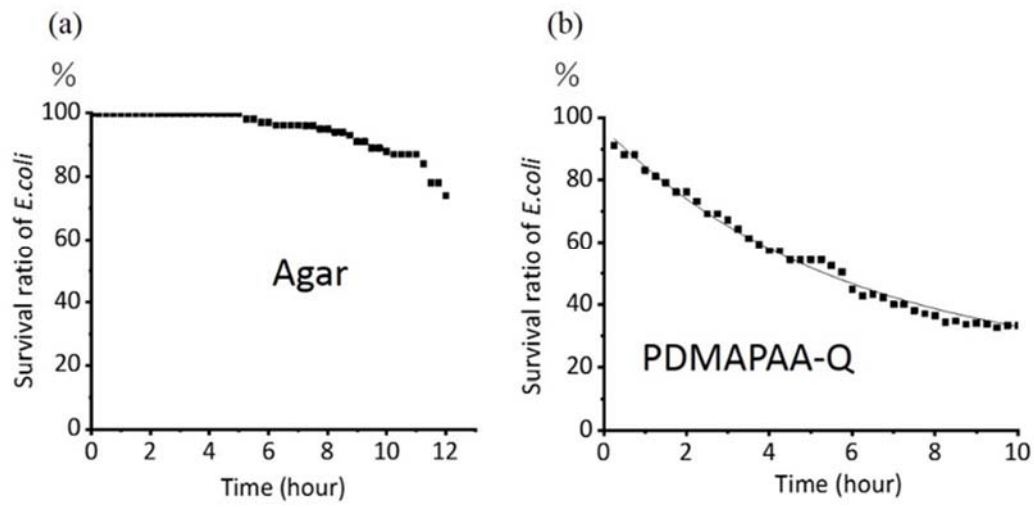 (a)
%
100
80
60
40
20
0
Survival ratio of E.coli
Agar
0 2 4 6 8 10 12
Time (hour)
(b)
%
100
80
60
40
20
0
Survival ratio of E.coli
PDMAPAA-Q
0 2 4 6 8 10
Time (hour)